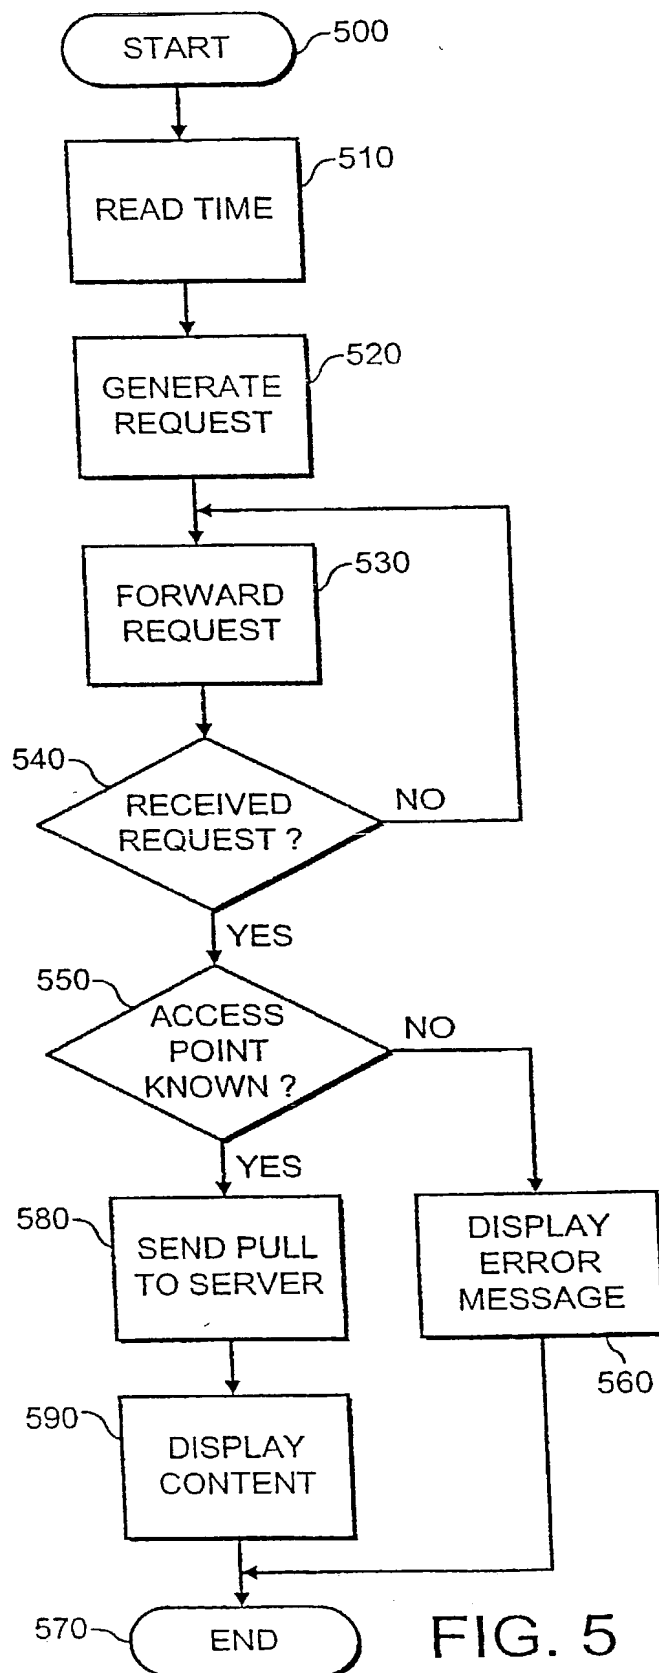 START
500
READ TIME
510
GENERATE
REQUEST
520
FORWARD
REQUEST
530
540
RECEIVED
REQUEST ?
NO
YES
550
ACCESS
POINT
KNOWN ?
NO
YES
580
SEND PULL
TO SERVER
DISPLAY
ERROR
MESSAGE
560
590
DISPLAY
CONTENT
570
END
FIG. 5